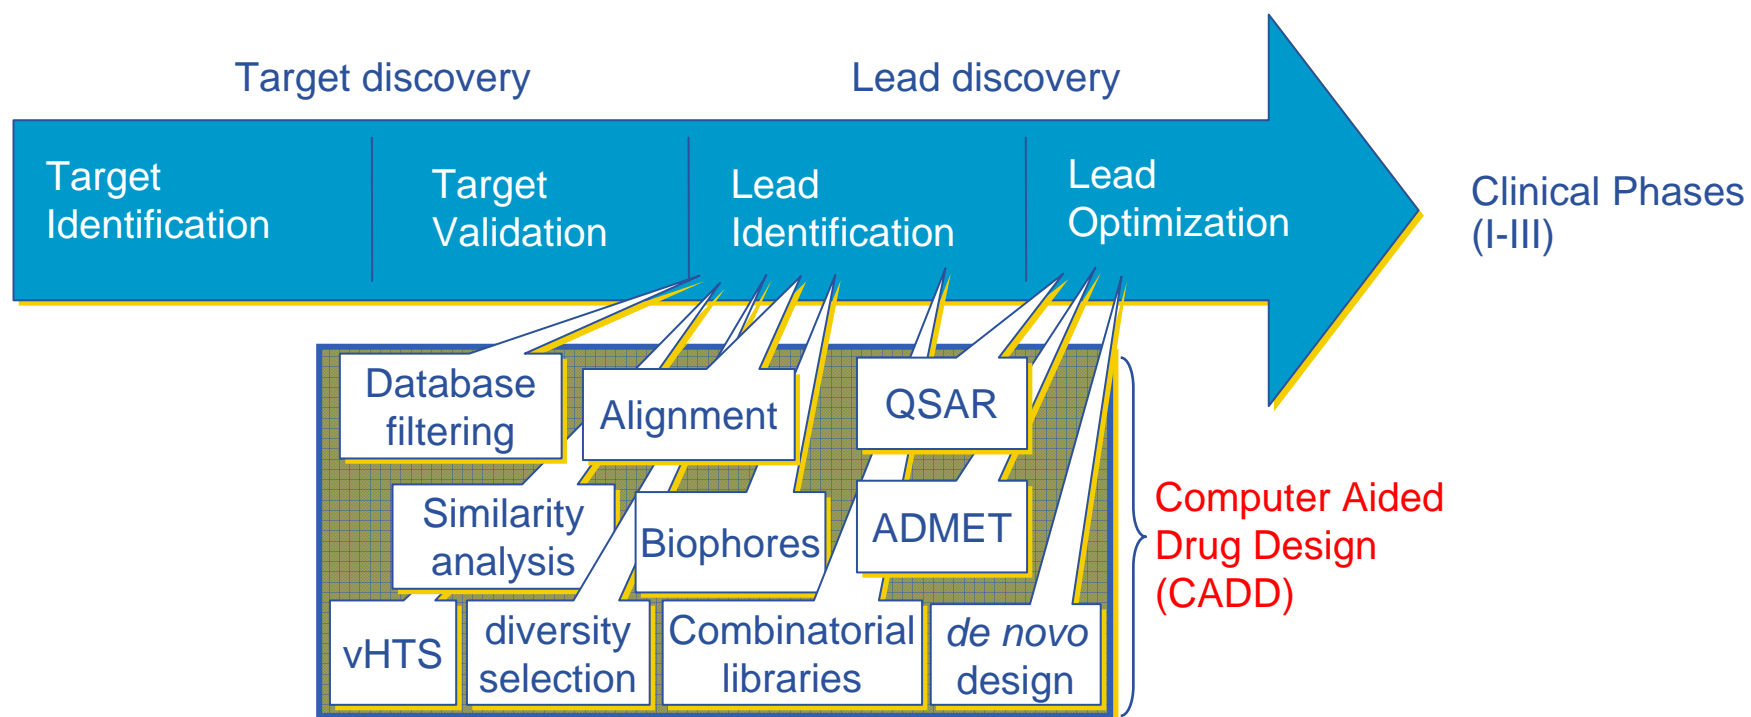 Target discovery
Lead discovery
Target
Identification
Target
Validation
Lead
Identification
Lead
Optimization
Clinical Phases
(I-III)
Database
filtering
Alignment
QSAR
Similarity
analysis
Biophores
ADMET
vHTS
diversity
selection
Combinatorial
libraries
de novo
design
Computer Aided
Drug Design
(CADD)